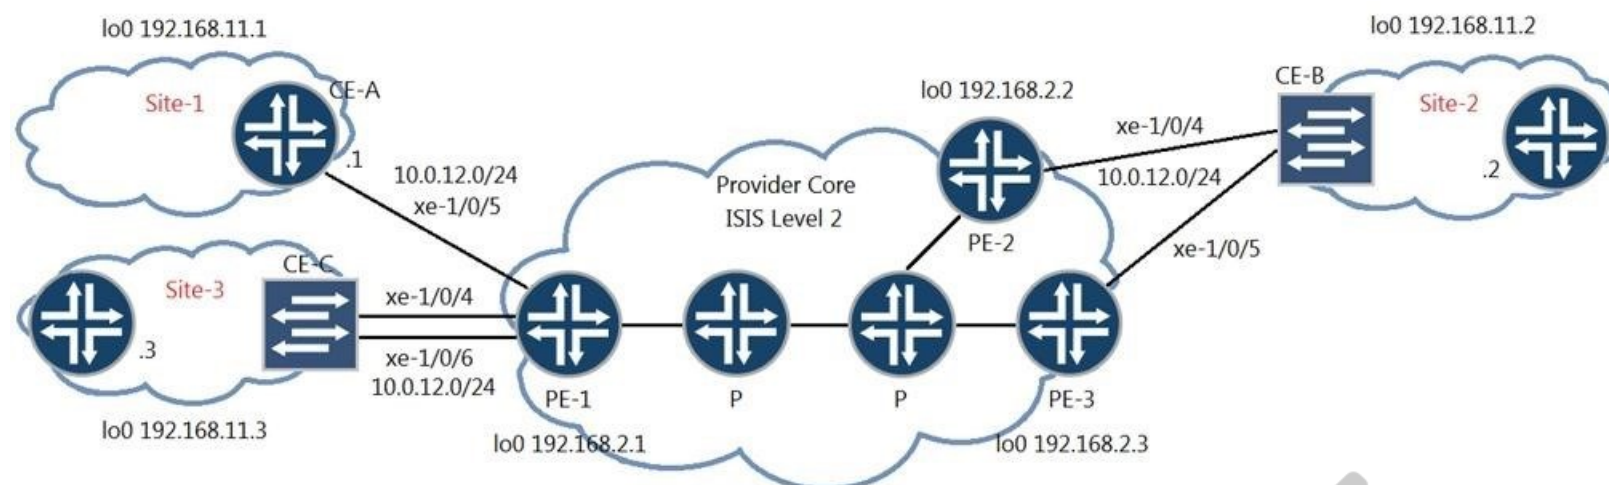 lo0 192.168.11.1
CE-A
Site-1
.1
10.0.12.0/24
xe-1/0/5
CE-C
Site-3
.3
xe-1/0/4
xe-1/0/6
10.0.12.0/24
lo0 192.168.11.3
Provider Core
ISIS Level 2
lo0 192.168.2.2
PE-2
PE-1
P
P
PE-3
lo0 192.168.2.1
lo0 192.168.2.3
xe-1/0/4
10.0.12.0/24
xe-1/0/5
lo0 192.168.11.2
CE-B
Site-2
.2